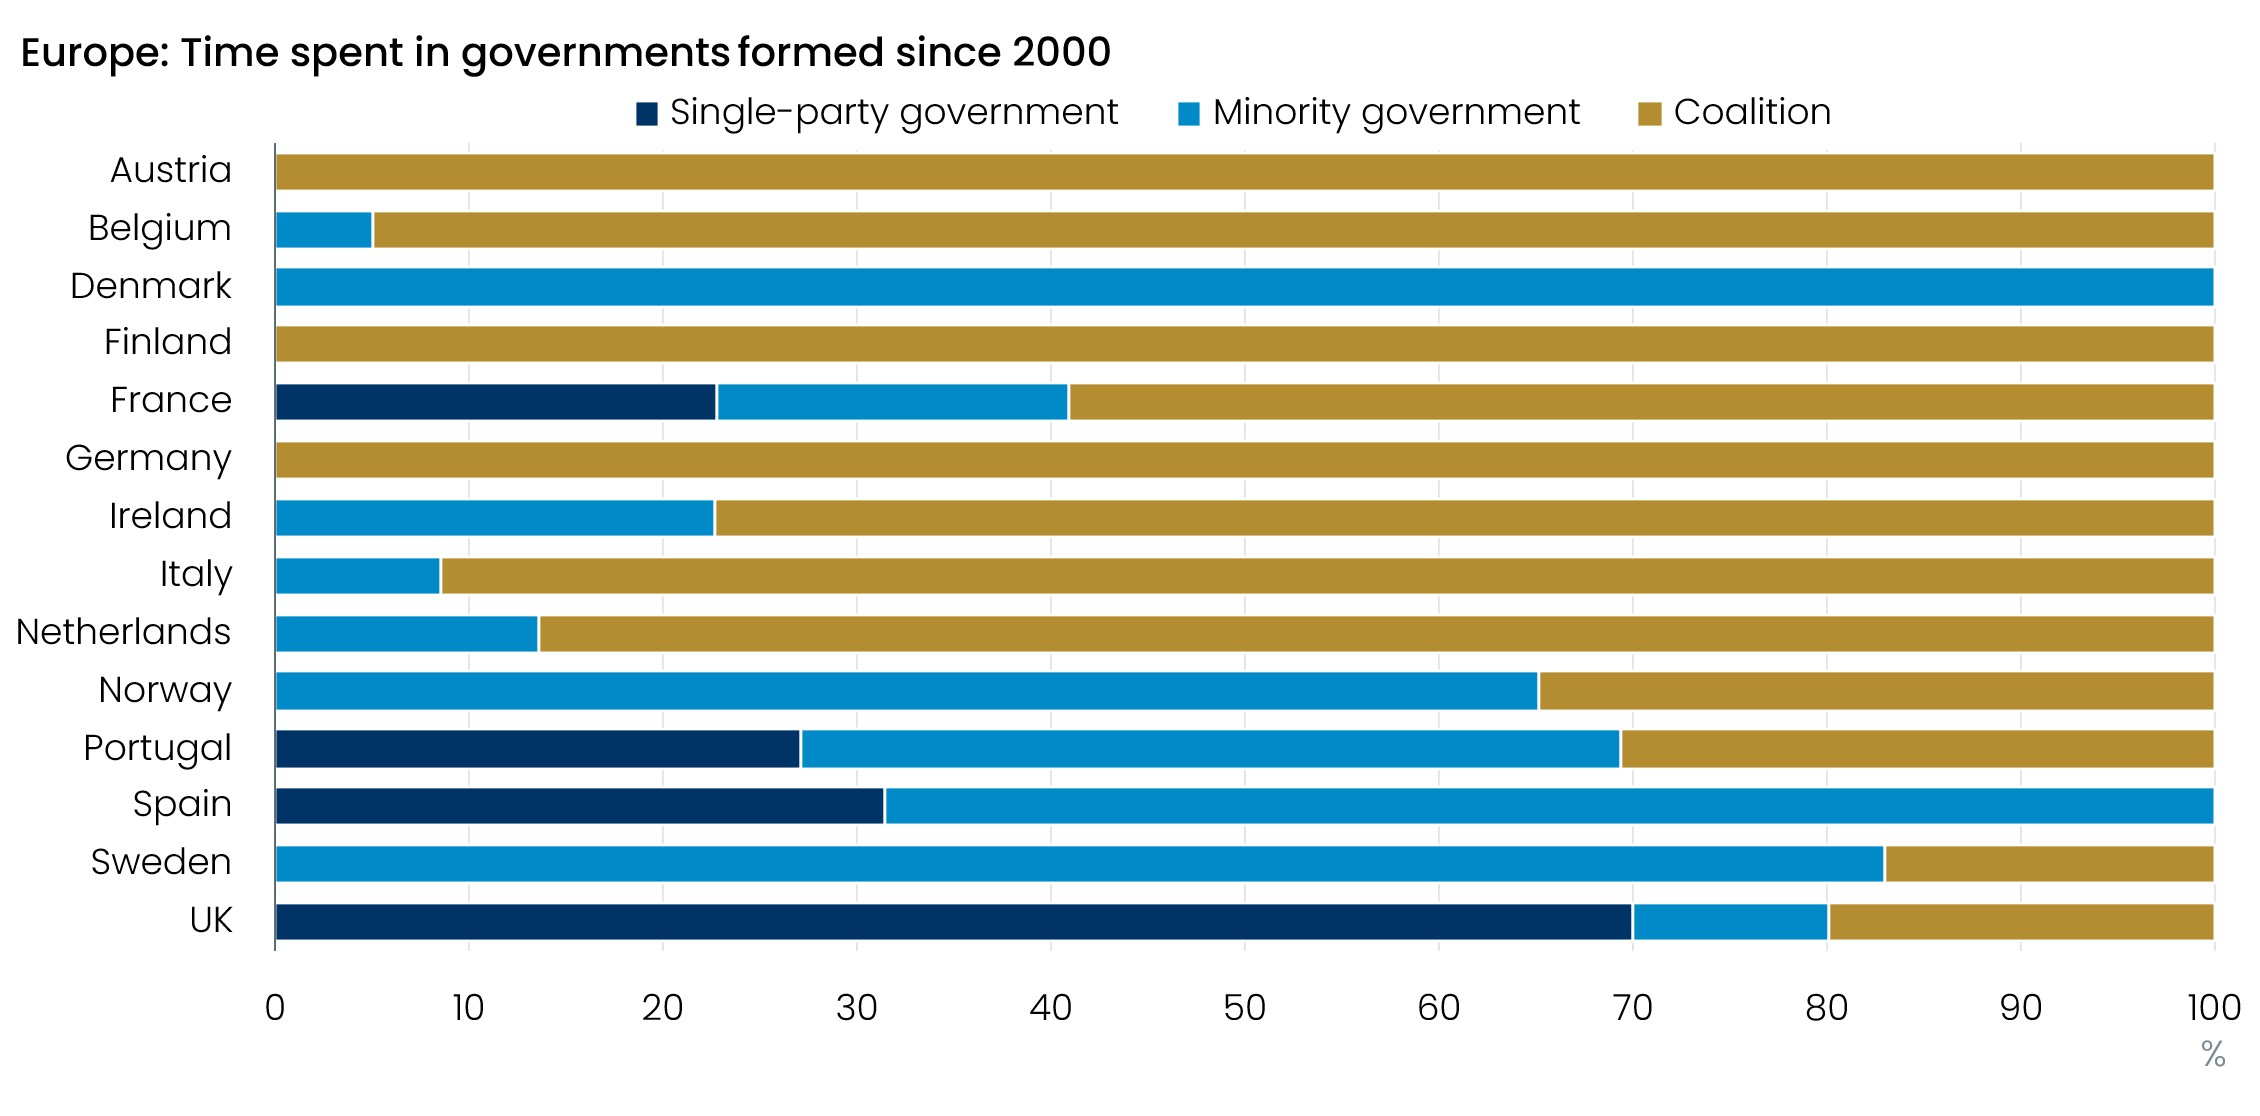 Europe: Time spent in governments formed since 2000
Single-party government Minority government Coalition
Austria
Belgium
Denmark
Finland
France
Germany
Ireland
Italy
Netherlands
Norway
Portugal
Spain
Sweden
UK
0 10 20 30 40 50 60 70 80 90 100
%